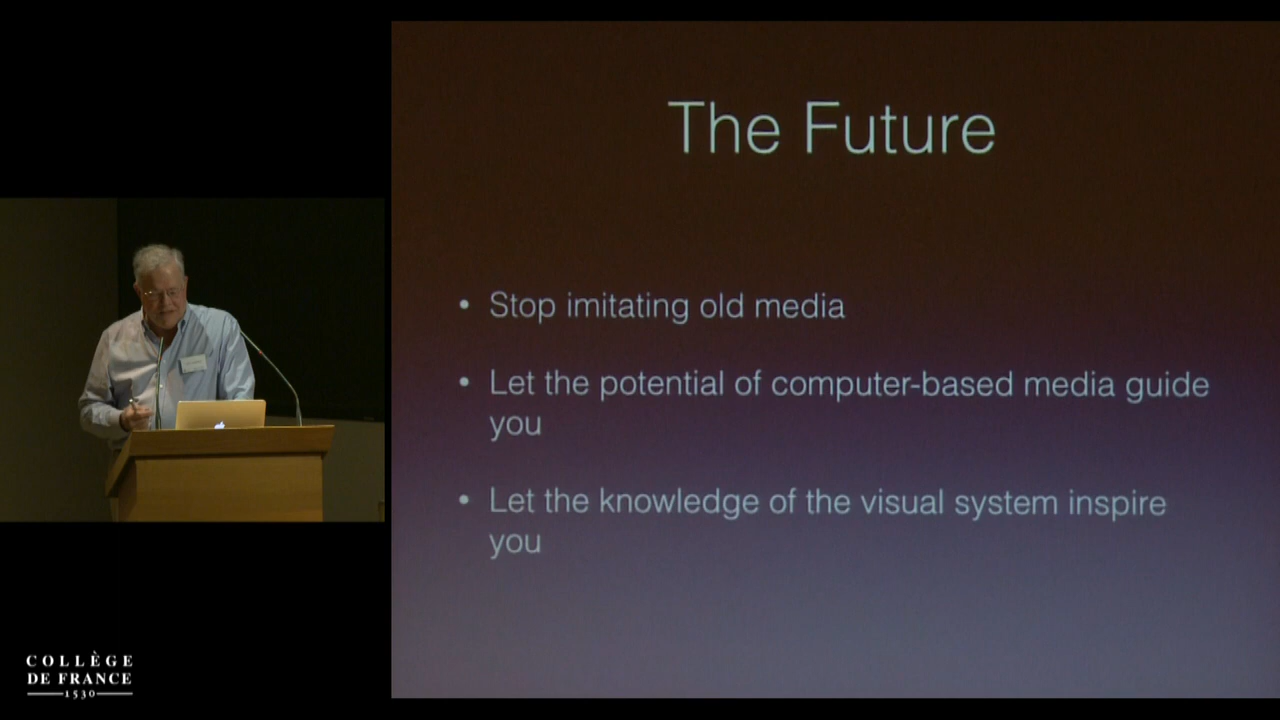 The Future
• Stop imitating old media
• Let the potential of computer-based media guide
you
• Let the knowledge of the visual system inspire
you
COLLÈGE
DE FRANCE
1530